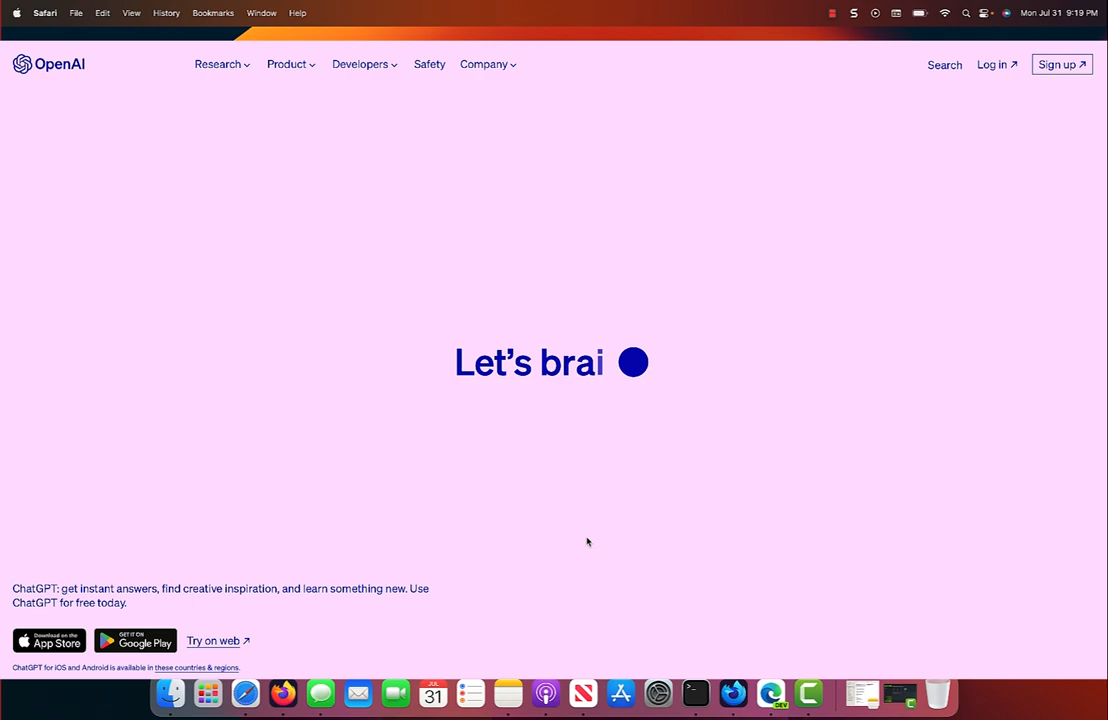 Safari File Edit View History Bookmarks Window Help Mon Jul 31 9:19 PM
OpenAI Research Product Developers Safety Company Search Log in ↗ Sign up ↗
Let's brai
ChatGPT: get instant answers, find creative inspiration, and learn something new. Use
ChatGPT for free today.
Download on the App Store GET IT ON Google Play Try on web ↗
ChatGPT for iOS and Android is available in these countries & regions.
JUL
31
DEV